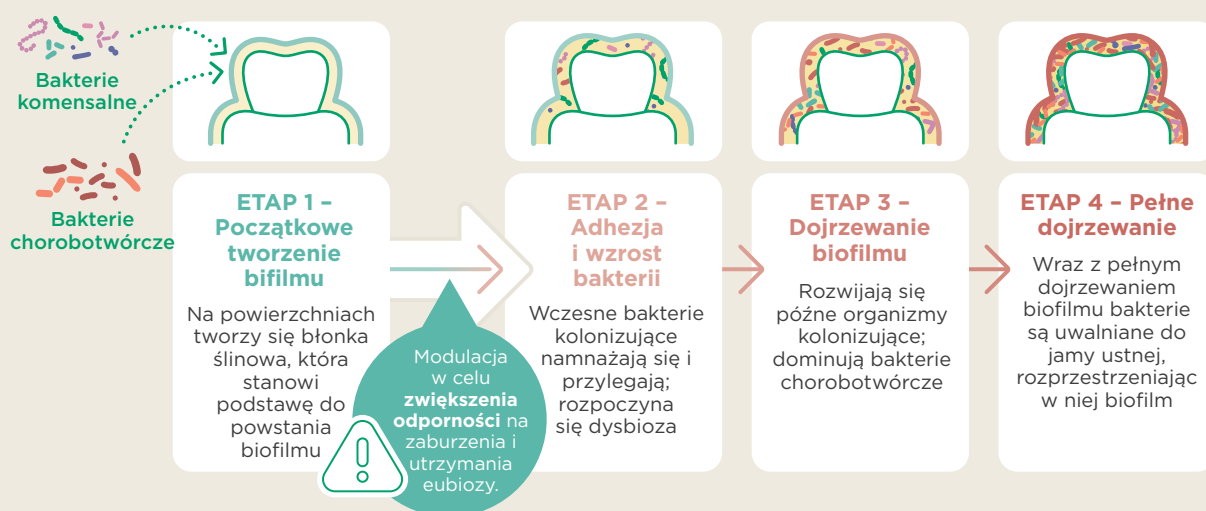 Bakterie
komensalne
Bakterie
chorobotwórcze
ETAP 1 –
Początkowe
tworzenie
bifilmu
Na powierzchniach
tworzy się błonka
ślinowa, która
stanowi
podstawę do
powstania
biofilmu
Modulacja
w celu
zwiększenia
odporności na
zaburzenia i
utrzymania
eubiozy.
ETAP 2 –
Adhezja
i wzrost
bakterii
Wczesne bakterie
kolonizujące
namnażają się i
przylegają;
rozpoczyna
się dysbioza
ETAP 3 –
Dojrzewanie
biofilmu
Rozwijają się
późne organizmy
kolonizujące;
dominują bakterie
chorobotwórcze
ETAP 4 – Pełne
dojrzewanie
Wraz z pełnym
dojrzewaniem
biofilmu bakterie
są uwalniane do
jamy ustnej,
rozprzestrzeniając
w niej biofilm